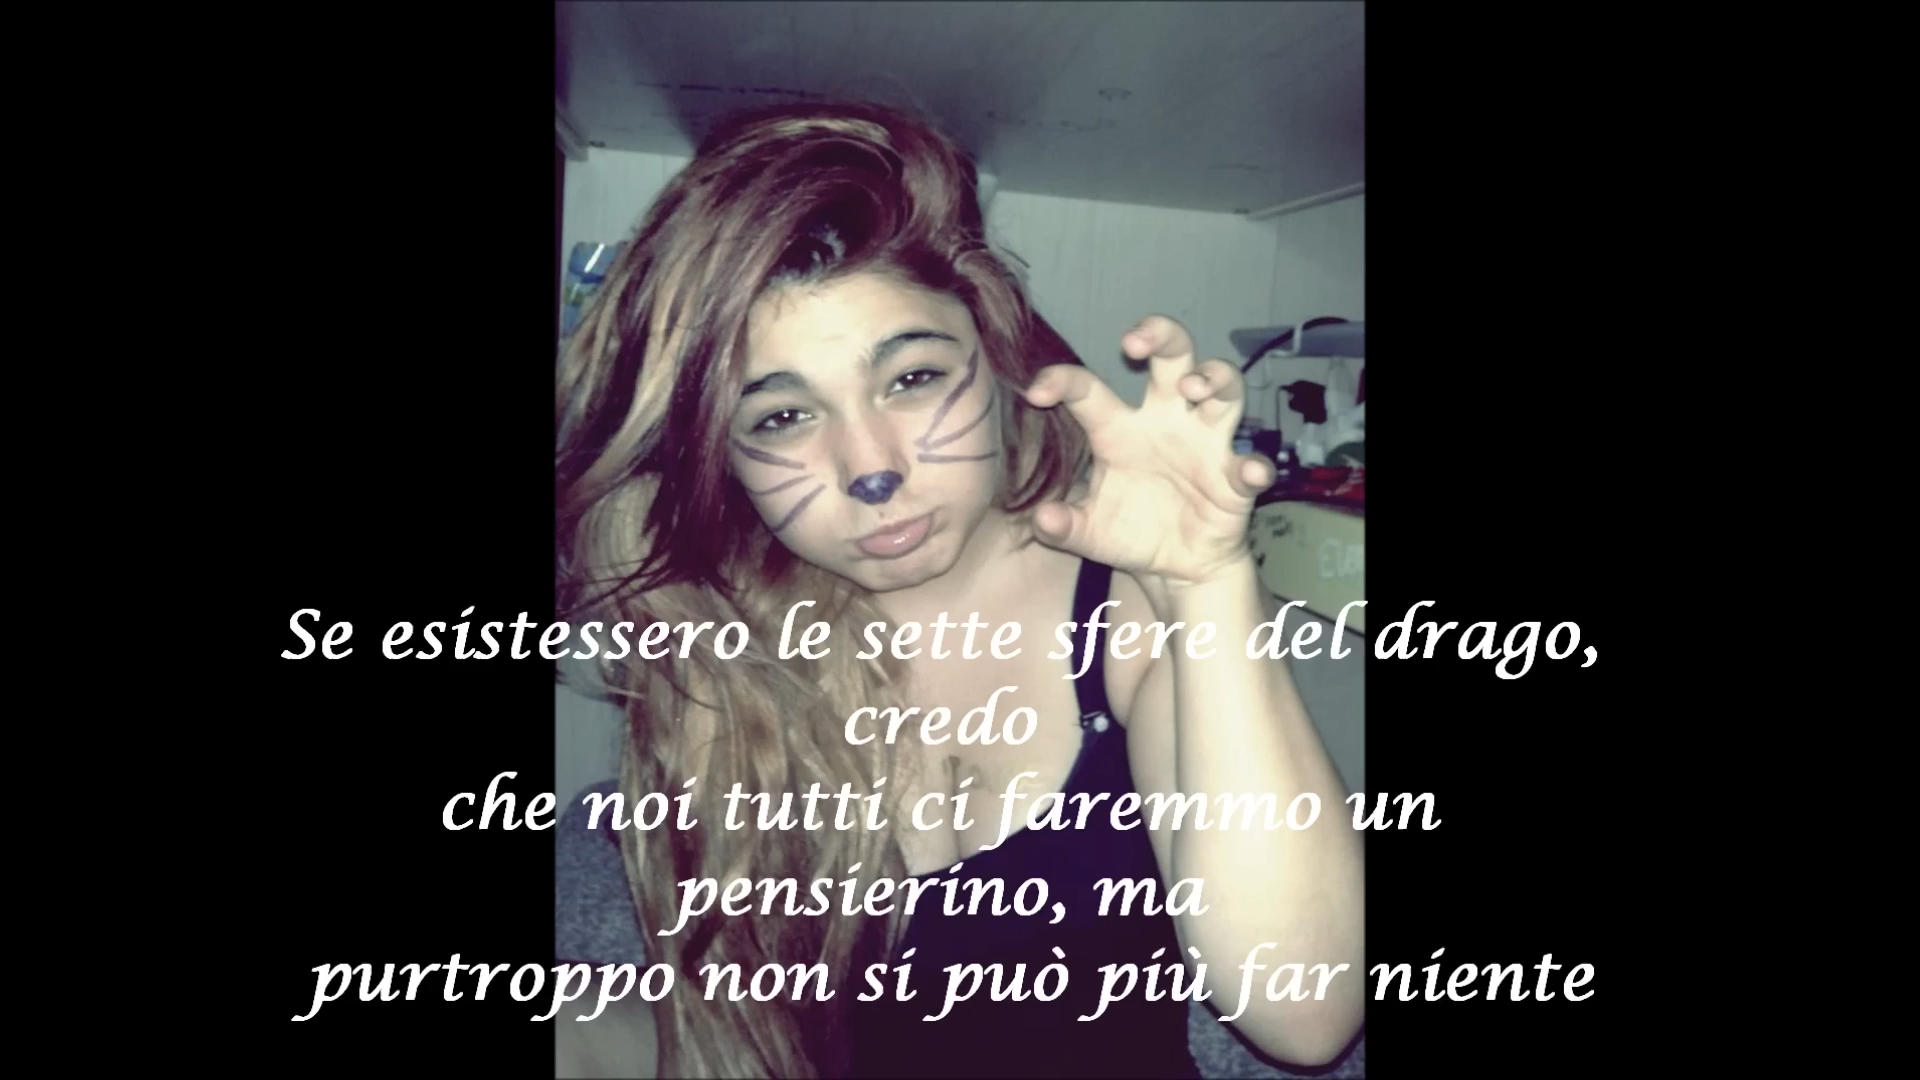 Se esistessero le sette sfere del drago,
credo
che noi tutti ci faremmo un
pensierino, ma
purtroppo non si può più far niente